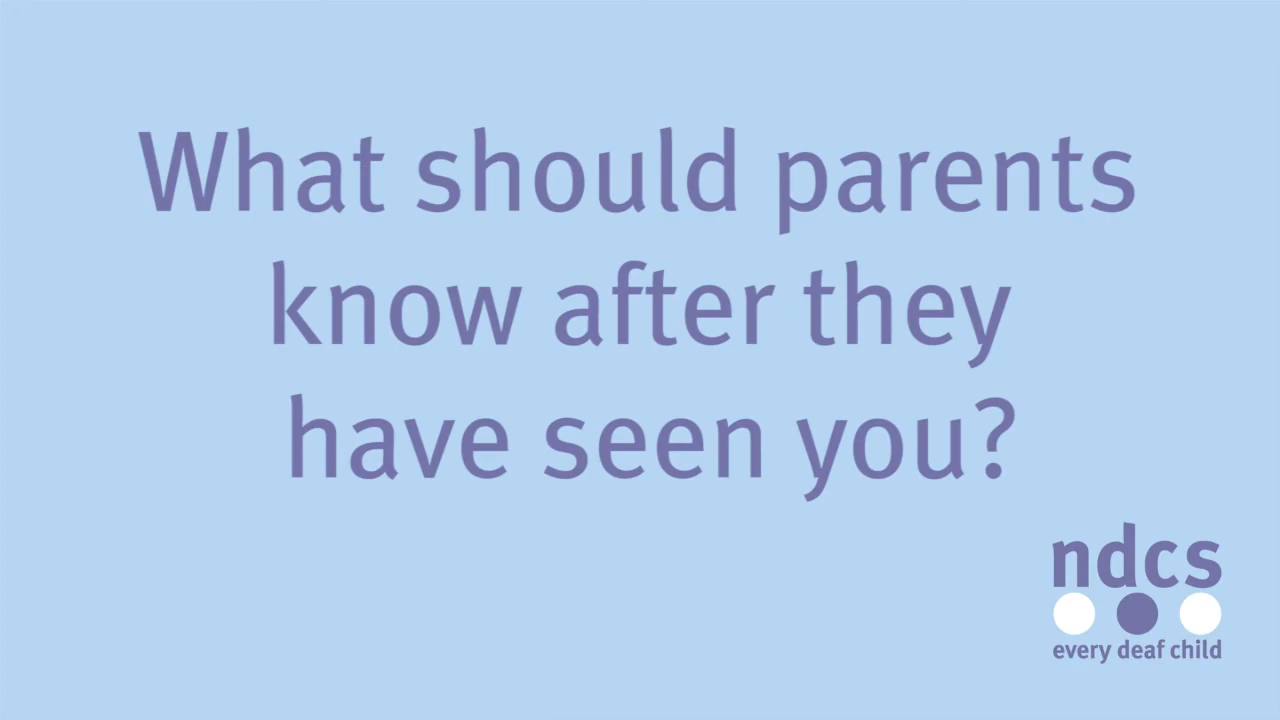 What should parents
know after they
have seen you?
ndcs
every deaf child